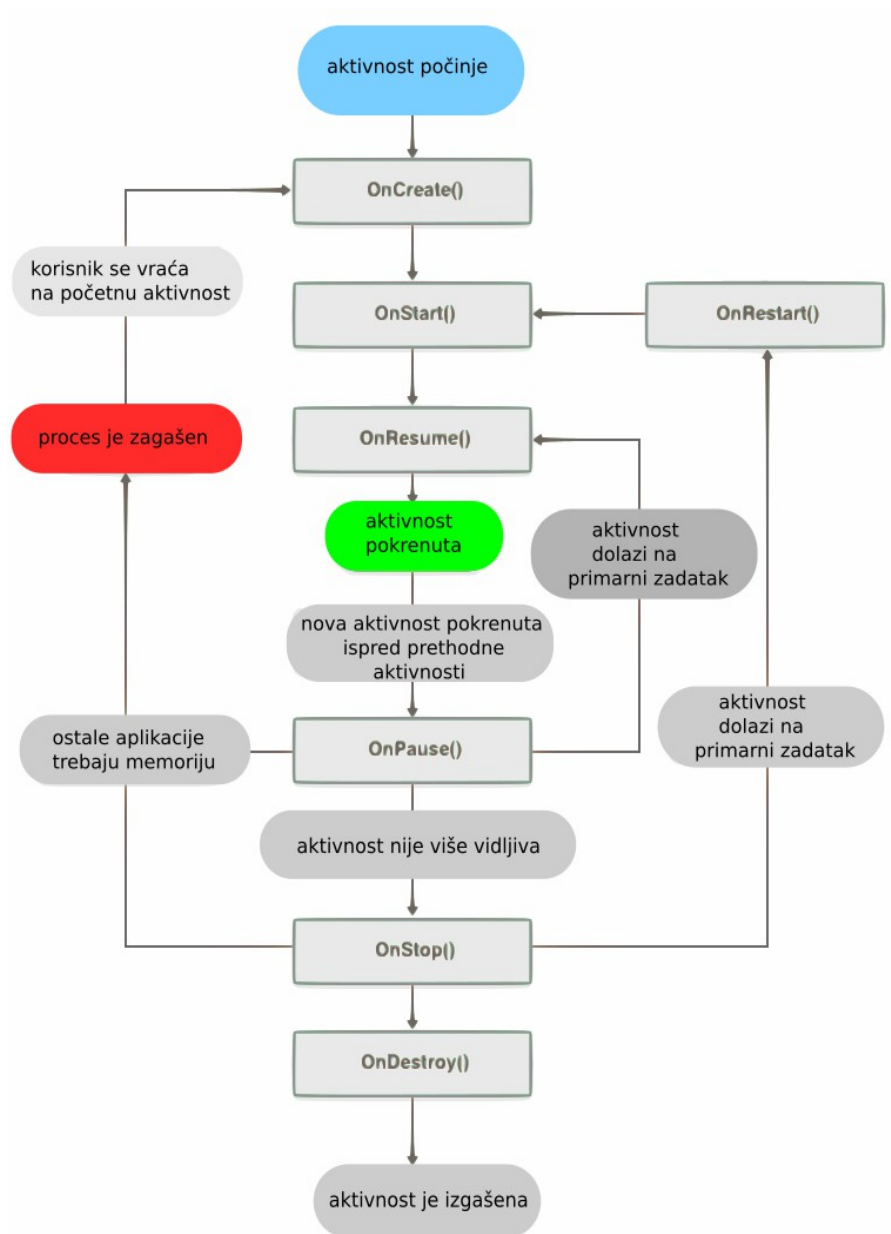 aktivnost počinje
OnCreate()
korisnik se vraća
na početnu aktivnost
OnStart()
OnRestart()
proces je zagašen
OnResume()
aktivnost
pokrenuta
aktivnost
dolazi na
primarni zadatak
nova aktivnost pokrenuta
ispred prethodne
aktivnosti
aktivnost
dolazi na
primarni zadatak
ostale aplikacije
trebaju memoriju
OnPause()
aktivnost nije više vidljiva
OnStop()
OnDestroy()
aktivnost je izgašena